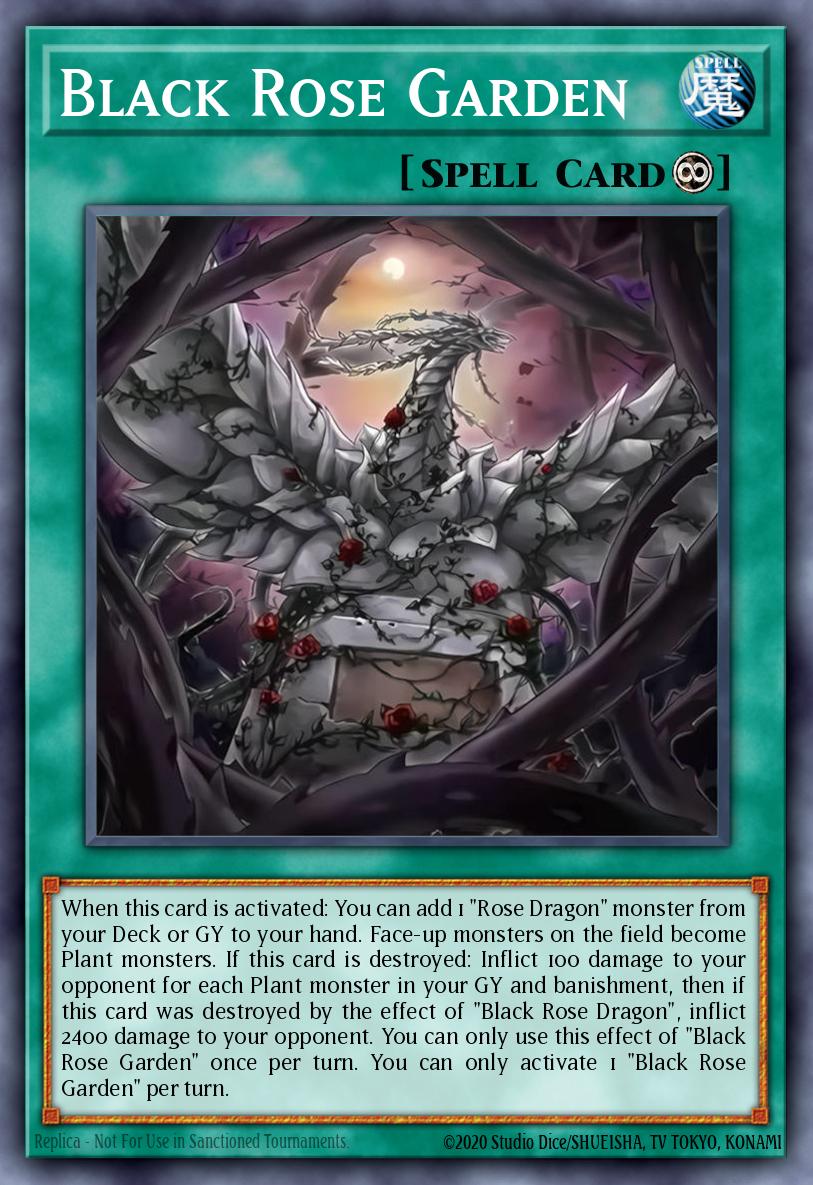 Black Rose Garden
SPELL
魔
[Spell Card]
When this card is activated: You can add 1 "Rose Dragon" monster from
your Deck or GY to your hand. Face-up monsters on the field become
Plant monsters. If this card is destroyed: Inflict 100 damage to your
opponent for each Plant monster in your GY and banishment, then if
this card was destroyed by the effect of "Black Rose Dragon", inflict
2400 damage to your opponent. You can only use this effect of "Black
Rose Garden" once per turn. You can only activate 1 "Black Rose
Garden" per turn.
Replica - Not For Use in Sanctioned Tournaments.
©2020 Studio Dice/SHUEISHA, TV TOKYO, KONAMI